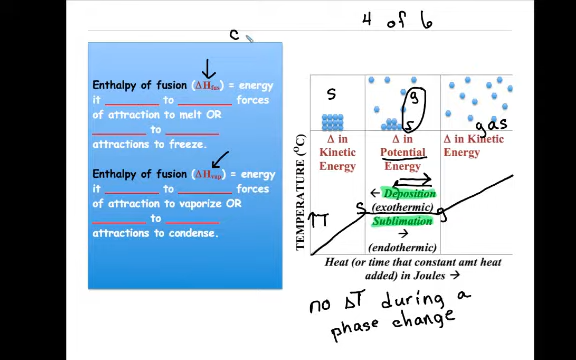 4 of 6
c
Enthalpy of fusion (ΔHfus) = energy
it ________ to ________ forces
of attraction to melt OR
________ to ________
attractions to freeze.
Enthalpy of fusion (ΔHvap) = energy
it ________ to ________ forces
of attraction to vaporize OR
________ to ________
attractions to condense.
s
g
s
gas
Δ in
Kinetic
Energy
Δ in
Potential
Energy
Δ in Kinetic
Energy
TEMPERATURE (°C)
↑T
s
g
← Deposition
(exothermic)
Sublimation
→
(endothermic)
Heat (or time that constant amt heat
added) in Joules →
no ΔT during a
phase change